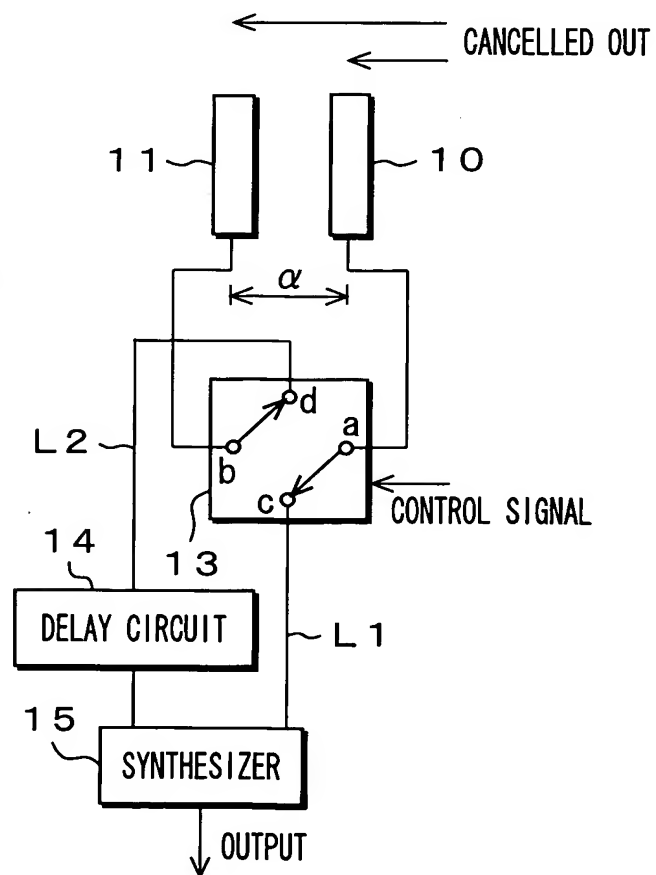 CANCELLED OUT
11
10
α
d
a
b
c
L2
CONTROL SIGNAL
13
14
DELAY CIRCUIT
L1
15
SYNTHESIZER
OUTPUT